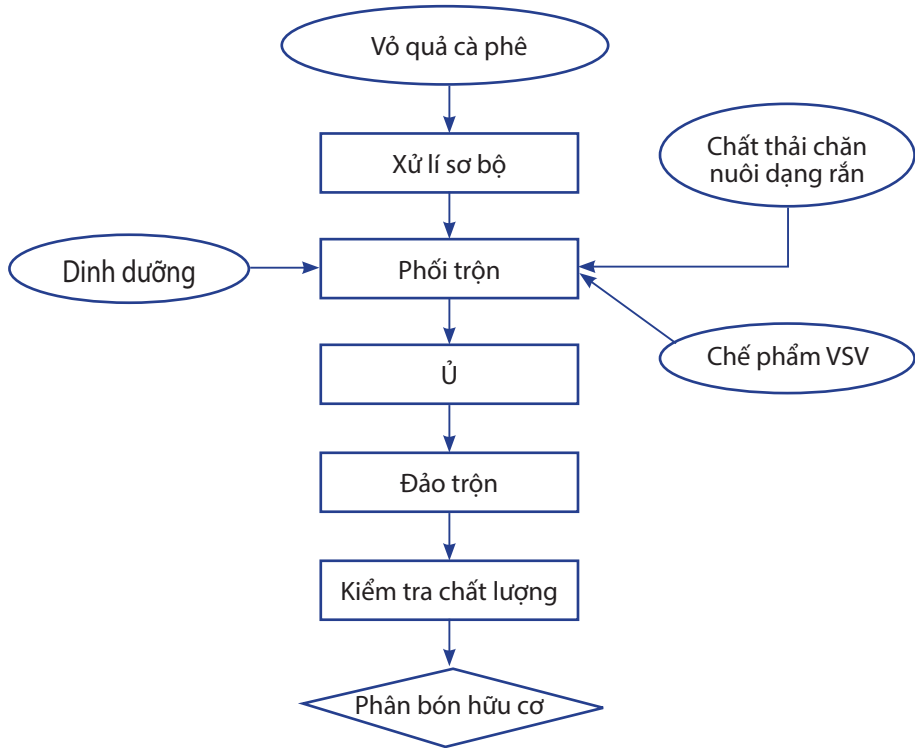 Vỏ quả cà phê
Xử lí sơ bộ
Chất thải chăn
nuôi dạng rắn
Dinh dưỡng
Phối trộn
Chế phẩm VSV
Ủ
Đảo trộn
Kiểm tra chất lượng
Phân bón hữu cơ